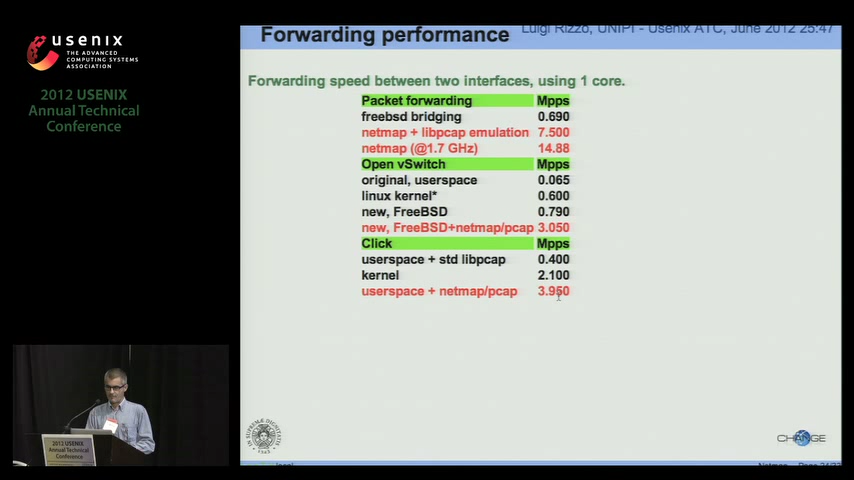 usenix
THE ADVANCED
COMPUTING SYSTEMS
ASSOCIATION
2012 USENIX
Annual Technical
Conference
Forwarding performance
Luigi Rizzo, UNIPI - Usenix ATC, June 2012 25:47
Forwarding speed between two interfaces, using 1 core.
Packet forwarding Mpps
freebsd bridging 0.690
netmap + libpcap emulation 7.500
netmap (@1.7 GHz) 14.88
Open vSwitch Mpps
original, userspace 0.065
linux kernel* 0.600
new, FreeBSD 0.790
new, FreeBSD+netmap/pcap 3.050
Click Mpps
userspace + std libpcap 0.400
kernel 2.100
userspace + netmap/pcap 3.950
2012 USENIX
Annual Technical
Conference
CHANGE